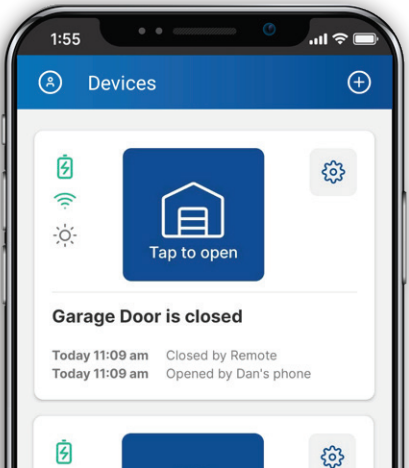 1:55
Devices
Tap to open
Garage Door is closed
Today 11:09 am Closed by Remote
Today 11:09 am Opened by Dan's phone